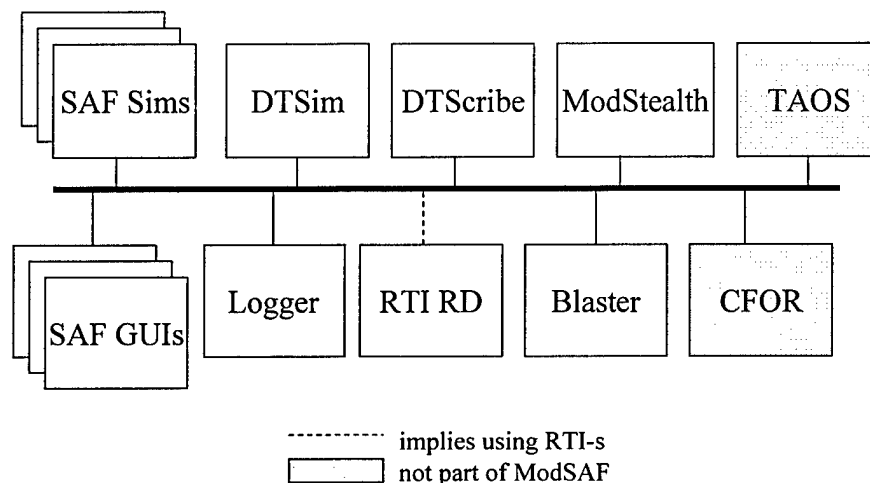 SAF Sims
DTSim
DTScribe
ModStealth
TAOS
SAF GUIs
Logger
RTI RD
Blaster
CFOR
implies using RTI-s
not part of ModSAF